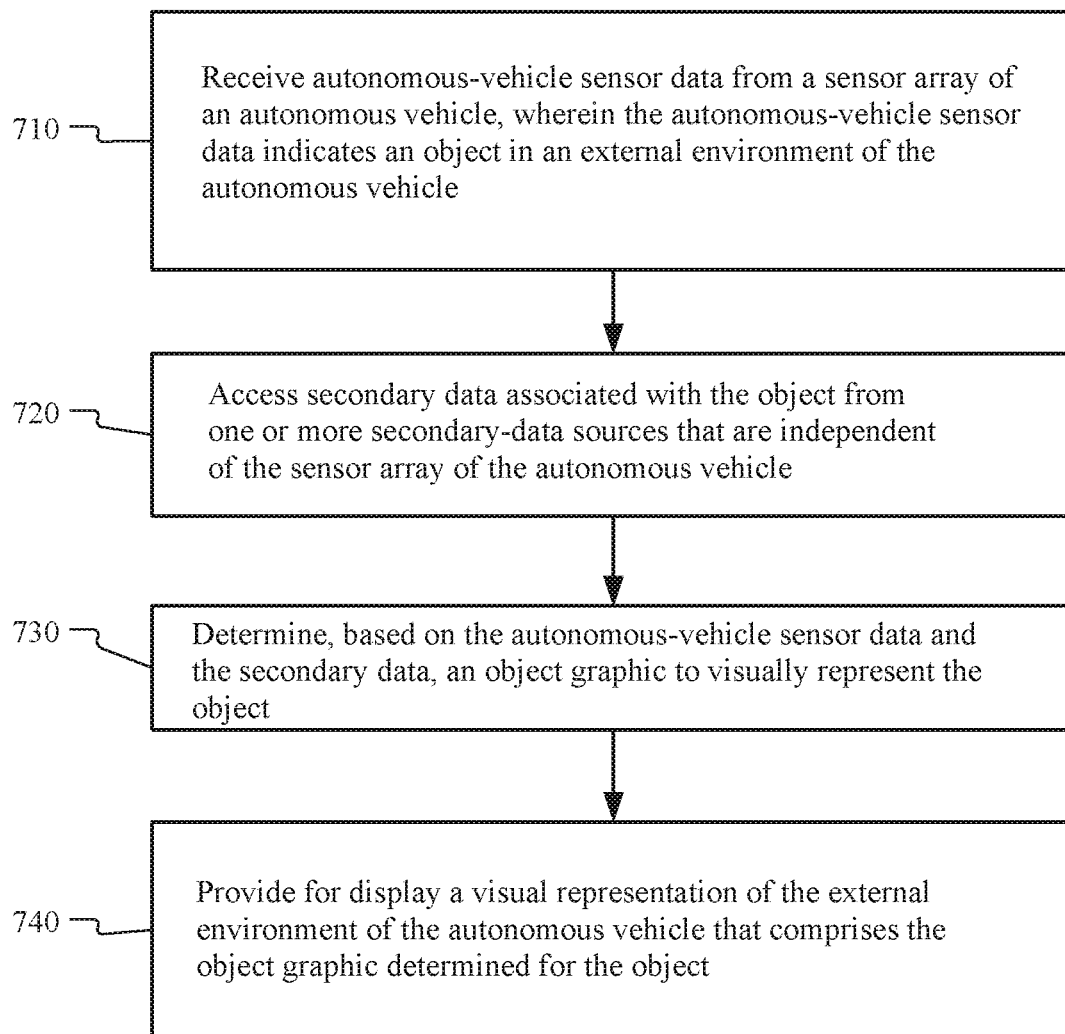 710
Receive autonomous-vehicle sensor data from a sensor array of
an autonomous vehicle, wherein the autonomous-vehicle sensor
data indicates an object in an external environment of the
autonomous vehicle
720
Access secondary data associated with the object from
one or more secondary-data sources that are independent
of the sensor array of the autonomous vehicle
730
Determine, based on the autonomous-vehicle sensor data and
the secondary data, an object graphic to visually represent the
object
740
Provide for display a visual representation of the external
environment of the autonomous vehicle that comprises the
object graphic determined for the object